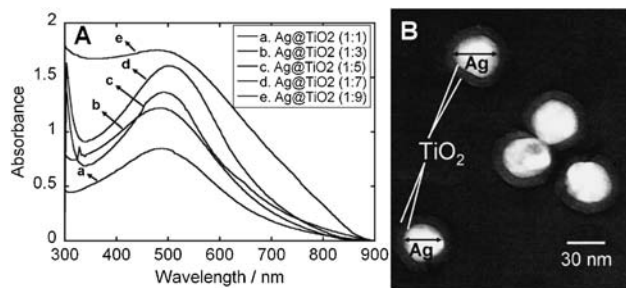 A
a. Ag@TiO2 (1:1)
b. Ag@TiO2 (1:3)
c. Ag@TiO2 (1:5)
d. Ag@TiO2 (1:7)
e. Ag@TiO2 (1:9)
e
d
c
b
a
2
1.5
1
0.5
0
300 400 500 600 700 800 900
Absorbance
Wavelength / nm
B
Ag
TiO₂
Ag
30 nm